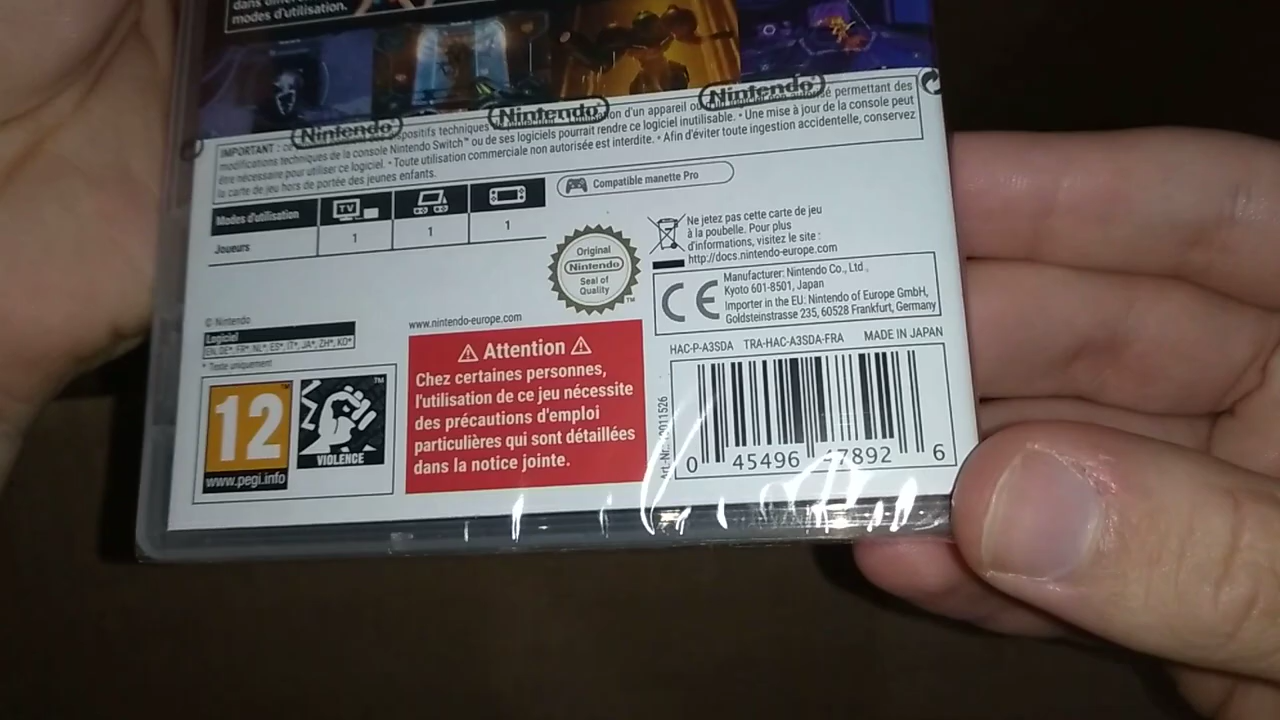 modes d'utilisation.
Nintendo® Nintendo® Nintendo®
IMPORTANT : dispositifs techniques d'un appareil permettant des
modifications techniques de la console Nintendo Switch™ ou de ses logiciels pourrait rendre ce logiciel inutilisable. • Une mise à jour de la console peut
être nécessaire pour utiliser ce logiciel. • Toute utilisation commerciale non autorisée est interdite. • Afin d'éviter toute ingestion accidentelle, conservez
la carte de jeu hors de portée des jeunes enfants.
Modes d'utilisation TV
Joueurs 1 1 1
Compatible manette Pro
Original
Nintendo
Seal of
Quality
TM
Ne jetez pas cette carte de jeu
à la poubelle. Pour plus
d'informations, visitez le site :
http://docs.nintendo-europe.com
CE
Manufacturer: Nintendo Co., Ltd.,
Kyoto 601-8501, Japan
Importer in the EU: Nintendo of Europe GmbH,
Goldsteinstrasse 235, 60528 Frankfurt, Germany
© Nintendo
Logiciel
EN, DE*, FR*, NL*, ES*, IT*, JA*, ZH*, KO*
* Texte uniquement
www.nintendo-europe.com
12
www.pegi.info
VIOLENCE
Attention
Chez certaines personnes,
l'utilisation de ce jeu nécessite
des précautions d'emploi
particulières qui sont détaillées
dans la notice jointe.
HAC-P-A3SDA TRA-HAC-A3SDA-FRA MADE IN JAPAN
Art.-Nr.: 2011526
0 45496 47892 6